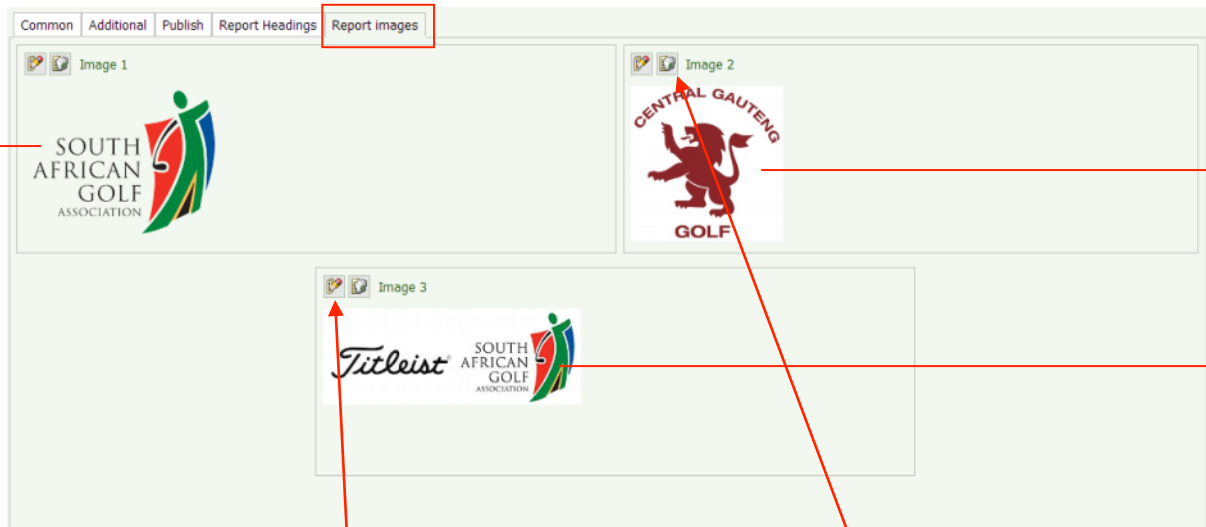 Common Additional Publish Report Headings Report images
Image 1
SOUTH
AFRICAN
GOLF
ASSOCIATION
Image 2
CENTRAL GAUTENG
GOLF
Image 3
Titleist
SOUTH
AFRICAN
GOLF
ASSOCIATION